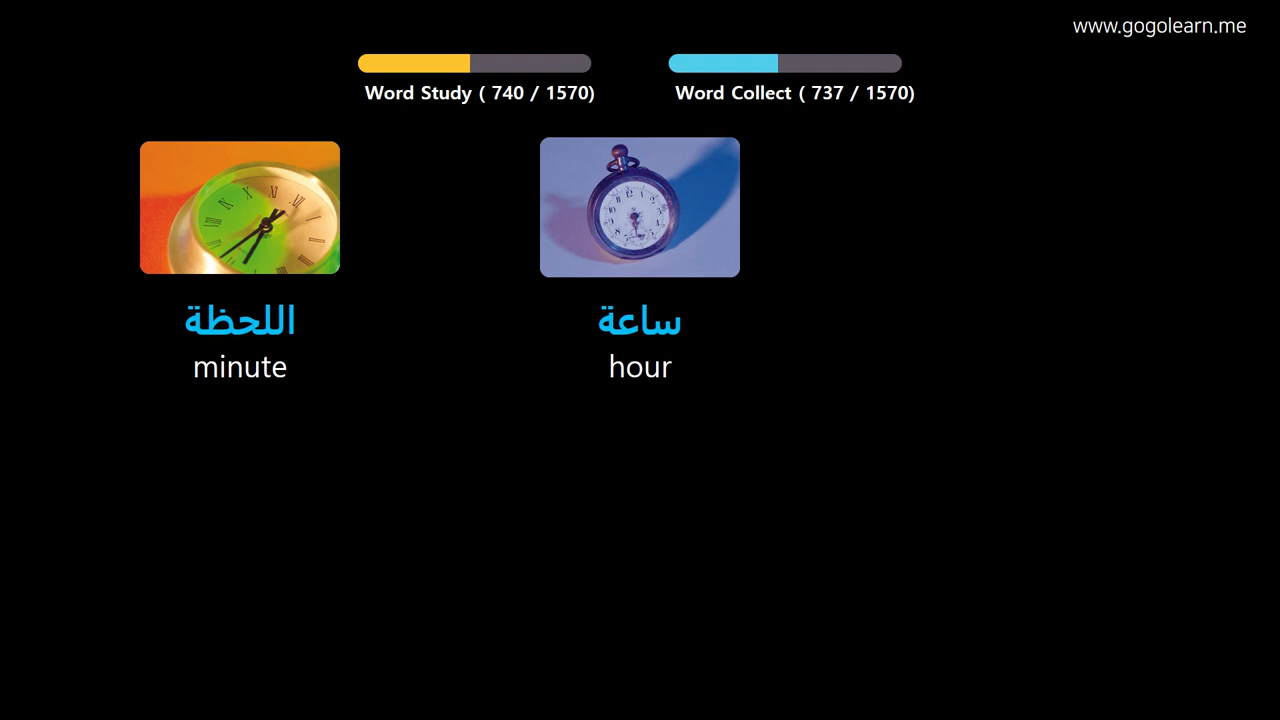 www.gogolearn.me
Word Study ( 740 / 1570)
Word Collect ( 737 / 1570)
اللحظة
minute
ساعة
hour